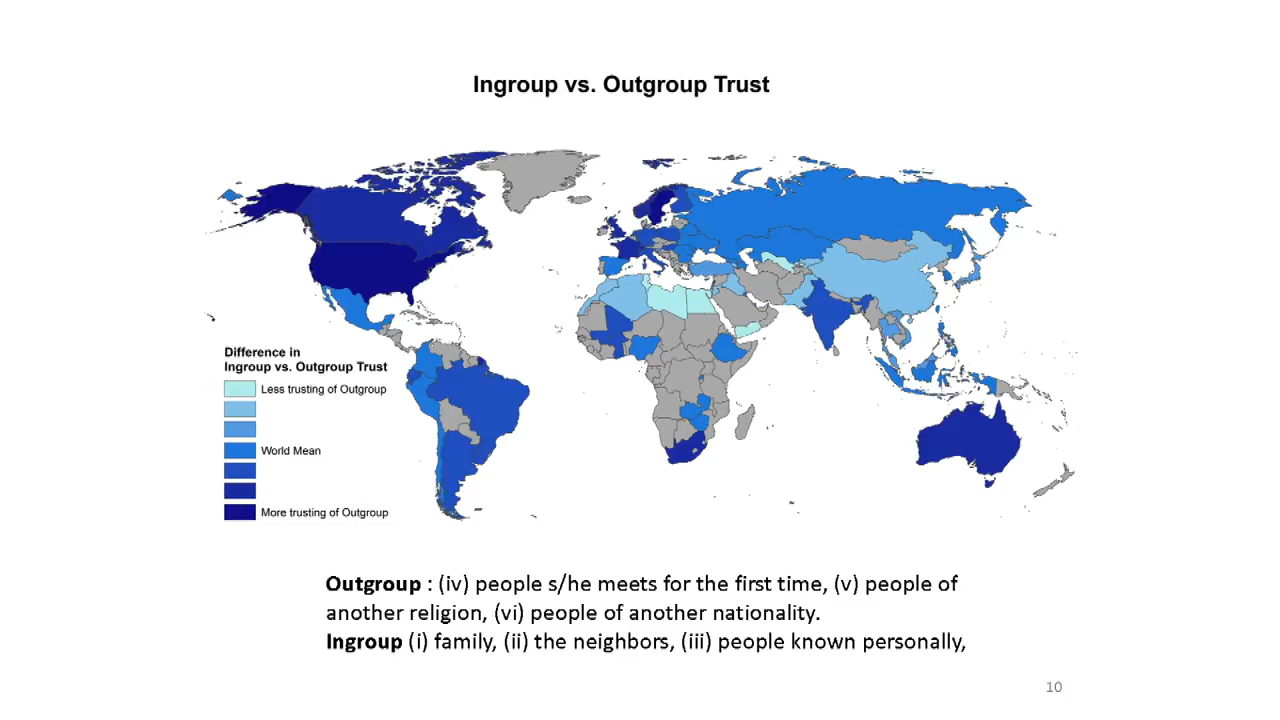 Ingroup vs. Outgroup Trust
Difference in
Ingroup vs. Outgroup Trust
Less trusting of Outgroup
World Mean
More trusting of Outgroup
Outgroup : (iv) people s/he meets for the first time, (v) people of
another religion, (vi) people of another nationality.
Ingroup (i) family, (ii) the neighbors, (iii) people known personally,
10